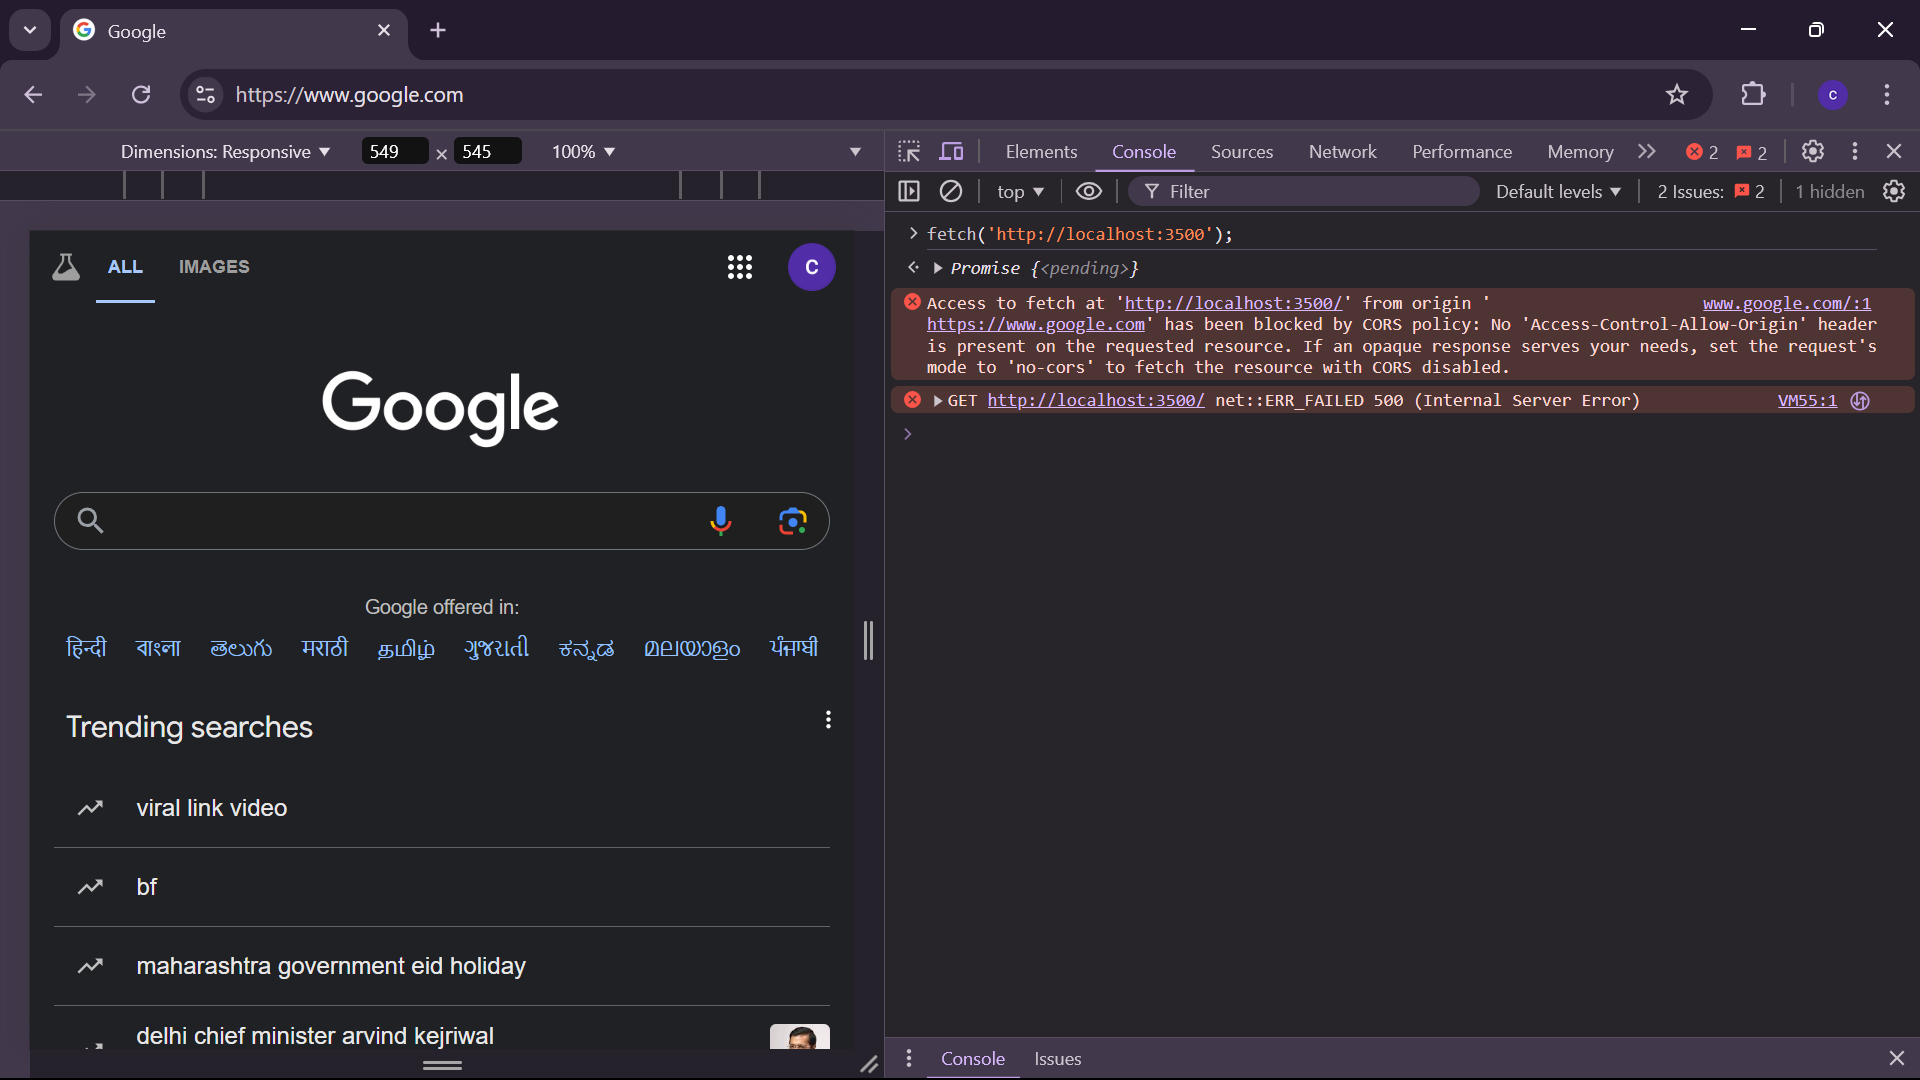 Google
https://www.google.com
c
Dimensions: Responsive 549 × 545 100%
ALL IMAGES C
Google
Google offered in:
हिन्दी বাংলা తెలుగు मराठी தமிழ் ગુજરાતી ಕನ್ನಡ മലയാളം ਪੰਜਾਬੀ
Trending searches
viral link video
bf
maharashtra government eid holiday
delhi chief minister arvind kejriwal
Elements Console Sources Network Performance Memory 2 2
top Filter Default levels 2 Issues: 2 1 hidden
fetch('http://localhost:3500');
Promise {<pending>}
Access to fetch at 'http://localhost:3500/' from origin ' www.google.com/:1
https://www.google.com' has been blocked by CORS policy: No 'Access-Control-Allow-Origin' header
is present on the requested resource. If an opaque response serves your needs, set the request's
mode to 'no-cors' to fetch the resource with CORS disabled.
GET http://localhost:3500/ net::ERR_FAILED 500 (Internal Server Error) VM55:1
Console Issues